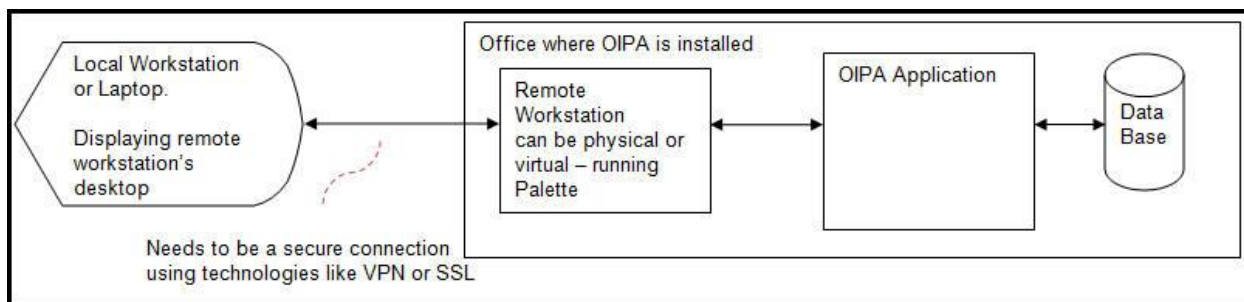 Local Workstation
or Laptop.
Displaying remote
workstation's
desktop
Needs to be a secure connection
using technologies like VPN or SSL
Office where OIPA is installed
Remote
Workstation
can be physical or
virtual – running
Palette
OIPA Application
Data
Base